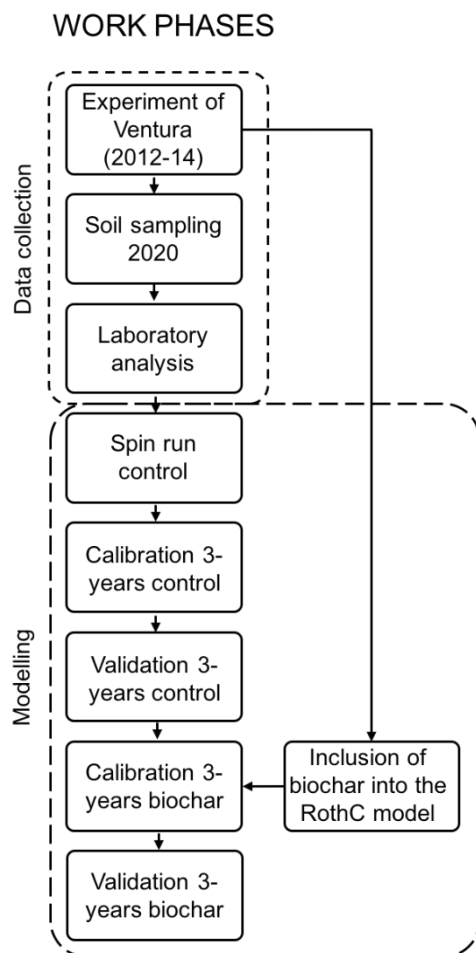 WORK PHASES
Data collection
Experiment of
Ventura
(2012-14)
Soil sampling
2020
Laboratory
analysis
Modelling
Spin run
control
Calibration 3-
years control
Validation 3-
years control
Calibration 3-
years biochar
Inclusion of
biochar into the
RothC model
Validation 3-
years biochar